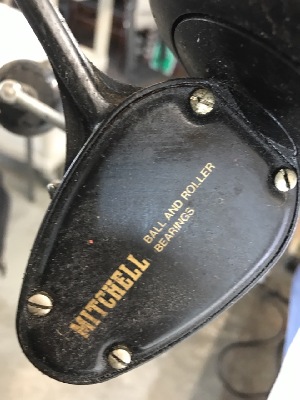 MITCHELL
BALL AND ROLLER
BEARINGS